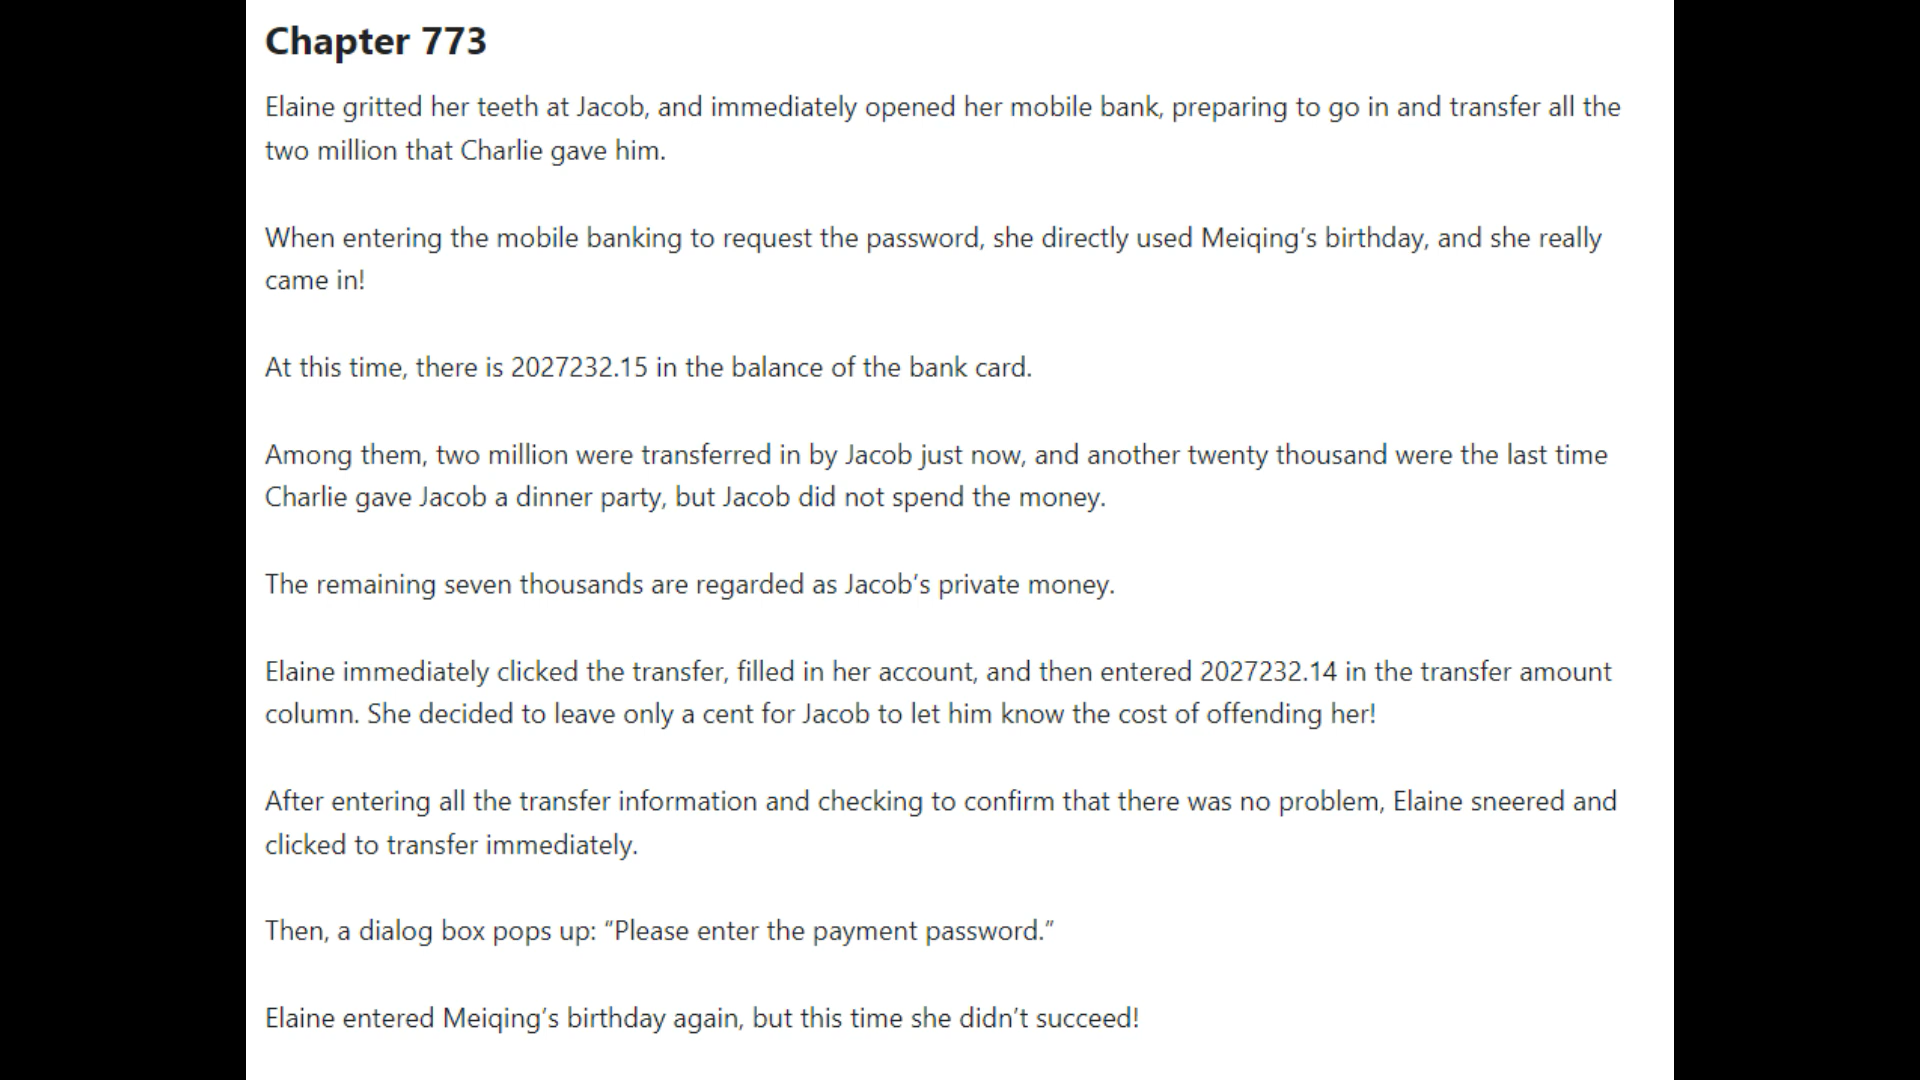 Chapter 773
Elaine gritted her teeth at Jacob, and immediately opened her mobile bank, preparing to go in and transfer all the
two million that Charlie gave him.
When entering the mobile banking to request the password, she directly used Meiqing’s birthday, and she really
came in!
At this time, there is 2027232.15 in the balance of the bank card.
Among them, two million were transferred in by Jacob just now, and another twenty thousand were the last time
Charlie gave Jacob a dinner party, but Jacob did not spend the money.
The remaining seven thousands are regarded as Jacob’s private money.
Elaine immediately clicked the transfer, filled in her account, and then entered 2027232.14 in the transfer amount
column. She decided to leave only a cent for Jacob to let him know the cost of offending her!
After entering all the transfer information and checking to confirm that there was no problem, Elaine sneered and
clicked to transfer immediately.
Then, a dialog box pops up: “Please enter the payment password.”
Elaine entered Meiqing’s birthday again, but this time she didn’t succeed!